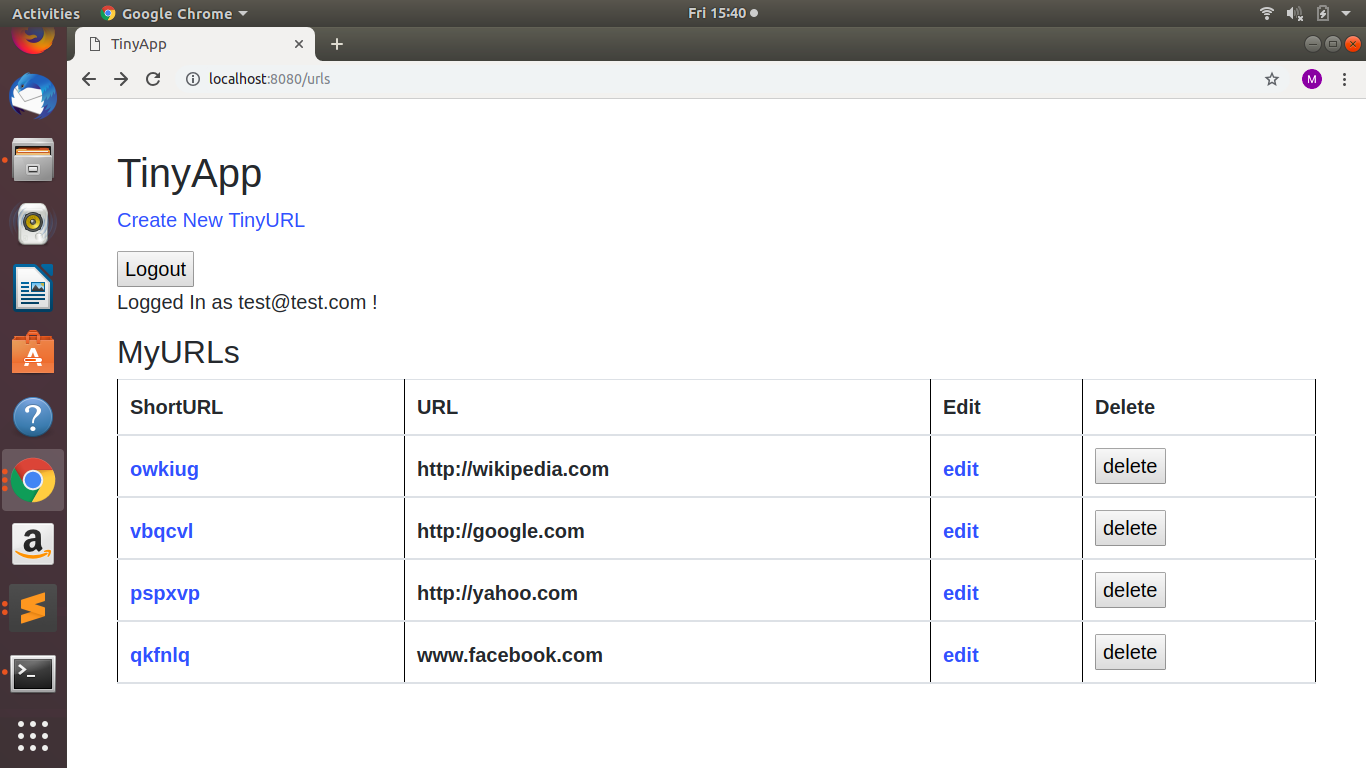 Activities Google Chrome Fri 15:40
TinyApp
localhost:8080/urls M
TinyApp
Create New TinyURL
Logout
Logged In as test@test.com !
MyURLs
ShortURL URL Edit Delete
owkiug http://wikipedia.com edit delete
vbqcvl http://google.com edit delete
pspxvp http://yahoo.com edit delete
qkfnlq www.facebook.com edit delete